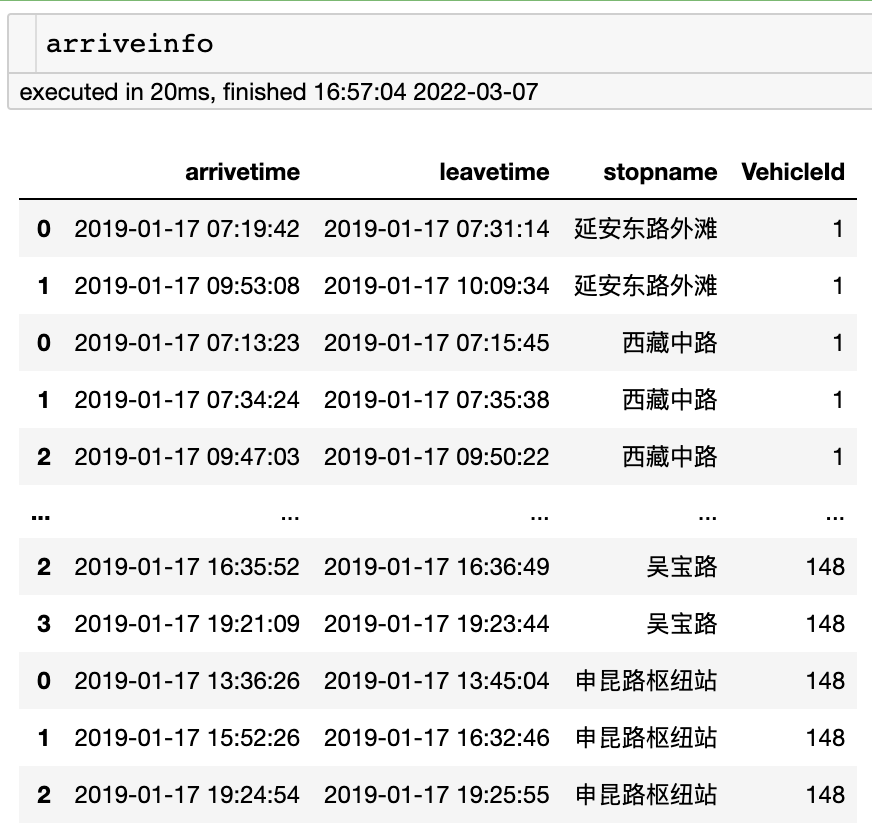 arriveinfo
executed in 20ms, finished 16:57:04 2022-03-07
arrivetime leavetime stopname VehicleId
0 2019-01-17 07:19:42 2019-01-17 07:31:14 延安东路外滩 1
1 2019-01-17 09:53:08 2019-01-17 10:09:34 延安东路外滩 1
0 2019-01-17 07:13:23 2019-01-17 07:15:45 西藏中路 1
1 2019-01-17 07:34:24 2019-01-17 07:35:38 西藏中路 1
2 2019-01-17 09:47:03 2019-01-17 09:50:22 西藏中路 1
... ... ... ... ...
2 2019-01-17 16:35:52 2019-01-17 16:36:49 吴宝路 148
3 2019-01-17 19:21:09 2019-01-17 19:23:44 吴宝路 148
0 2019-01-17 13:36:26 2019-01-17 13:45:04 申昆路枢纽站 148
1 2019-01-17 15:52:26 2019-01-17 16:32:46 申昆路枢纽站 148
2 2019-01-17 19:24:54 2019-01-17 19:25:55 申昆路枢纽站 148